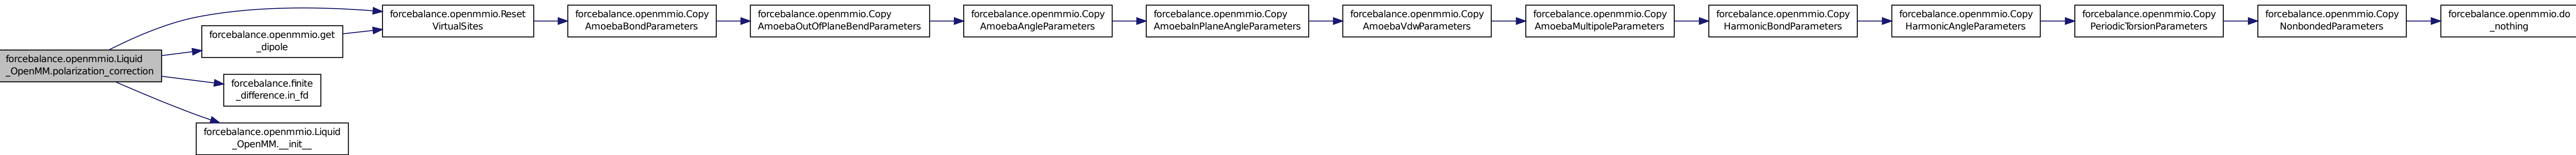 forcebalance.openmmio.Liquid
_OpenMM.polarization_correction
forcebalance.openmmio.get
_dipole
forcebalance.finite
_difference.in_fd
forcebalance.openmmio.Liquid
_OpenMM.__init__
forcebalance.openmmio.Reset
VirtualSites
forcebalance.openmmio.Copy
AmoebaBondParameters
forcebalance.openmmio.Copy
AmoebaOutOfPlaneBendParameters
forcebalance.openmmio.Copy
AmoebaAngleParameters
forcebalance.openmmio.Copy
AmoebaInPlaneAngleParameters
forcebalance.openmmio.Copy
AmoebaVdwParameters
forcebalance.openmmio.Copy
AmoebaMultipoleParameters
forcebalance.openmmio.Copy
HarmonicBondParameters
forcebalance.openmmio.Copy
HarmonicAngleParameters
forcebalance.openmmio.Copy
PeriodicTorsionParameters
forcebalance.openmmio.Copy
NonbondedParameters
forcebalance.openmmio.do
_nothing